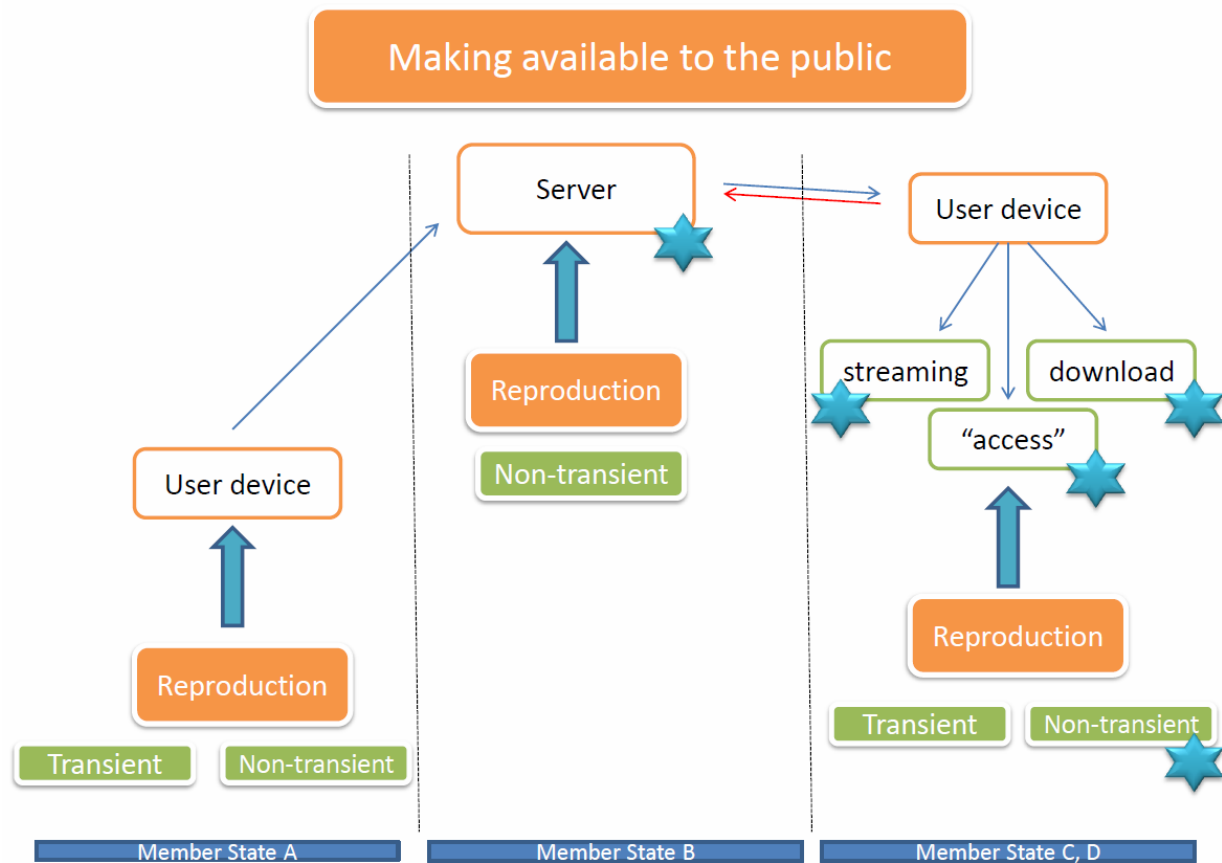 Making available to the public
Server
User device
streaming
download
“access”
Reproduction
Non-transient
User device
Reproduction
Reproduction
Transient
Non-transient
Transient
Non-transient
Member State A
Member State B
Member State C, D